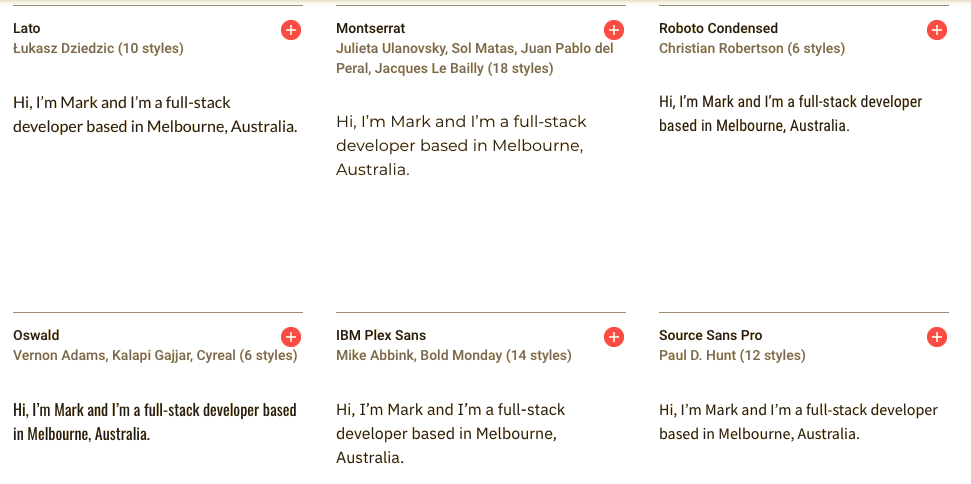 Lato
Łukasz Dziedzic (10 styles)
Hi, I’m Mark and I’m a full-stack
developer based in Melbourne, Australia.
Montserrat
Julieta Ulanovsky, Sol Matas, Juan Pablo del
Peral, Jacques Le Bailly (18 styles)
Hi, I’m Mark and I’m a full-stack
developer based in Melbourne,
Australia.
Roboto Condensed
Christian Robertson (6 styles)
Hi, I’m Mark and I’m a full-stack developer
based in Melbourne, Australia.
Oswald
Vernon Adams, Kalapi Gajjar, Cyreal (6 styles)
Hi, I’m Mark and I’m a full-stack developer based
in Melbourne, Australia.
IBM Plex Sans
Mike Abbink, Bold Monday (14 styles)
Hi, I’m Mark and I’m a full-stack
developer based in Melbourne,
Australia.
Source Sans Pro
Paul D. Hunt (12 styles)
Hi, I’m Mark and I’m a full-stack developer
based in Melbourne, Australia.